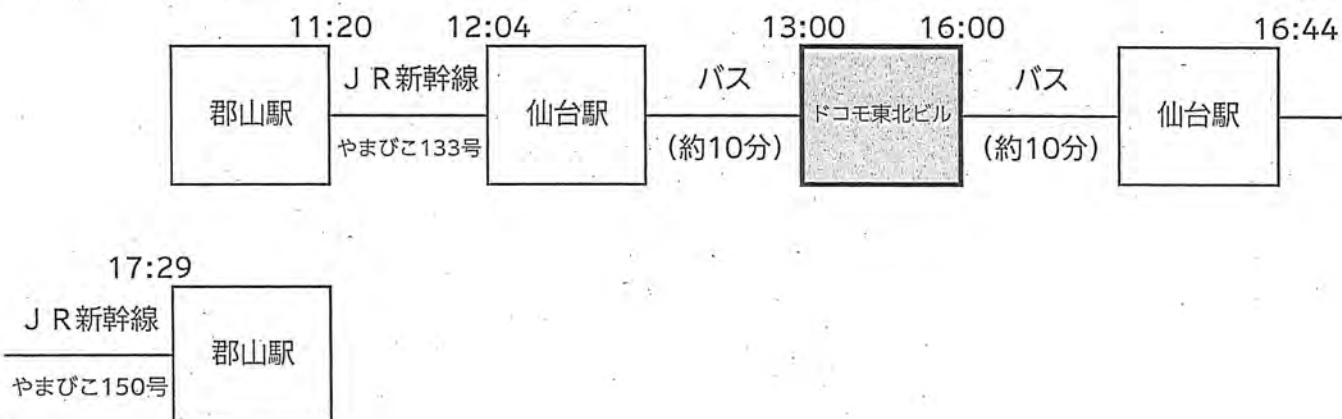 11:20 12:04 13:00 16:00 16:44
JR新幹線 バス バス
郡山駅 仙台駅 ドコモ東北ビル 仙台駅
やまびこ133号 (約10分) (約10分)
17:29
JR新幹線
郡山駅
やまびこ150号